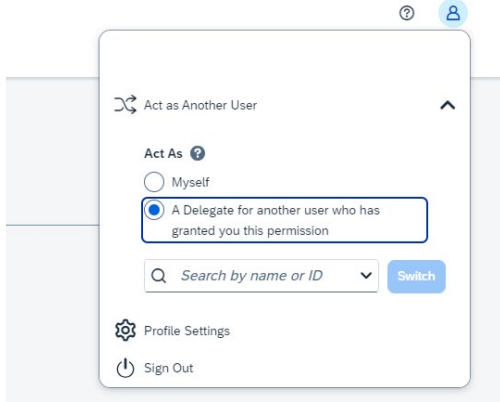 Act as Another User
Act As
Myself
A Delegate for another user who has
granted you this permission
Search by name or ID
Switch
Profile Settings
Sign Out